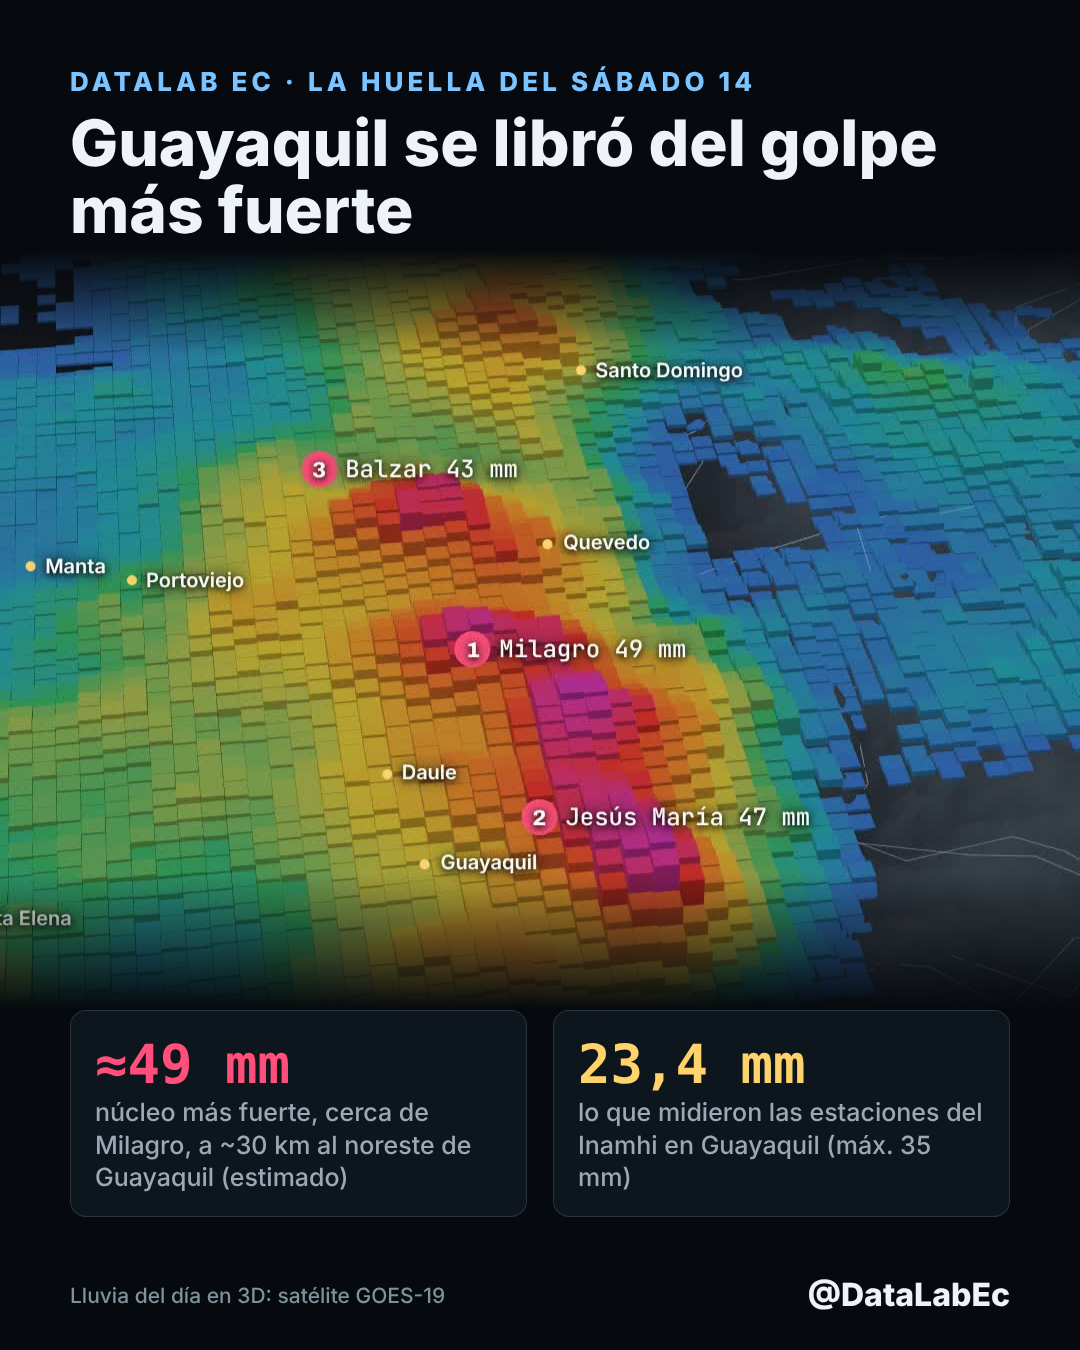 DATALAB EC · LA HUELLA DEL SÁBADO 14
Guayaquil se libró del golpe
más fuerte
Santo Domingo
3 Balzar 43 mm
Quevedo
Manta
Portoviejo
1 Milagro 49 mm
Daule
2 Jesús María 47 mm
Guayaquil
ta Elena
≈49 mm
núcleo más fuerte, cerca de
Milagro, a ~30 km al noreste de
Guayaquil (estimado)
23,4 mm
lo que midieron las estaciones del
Inamhi en Guayaquil (máx. 35
mm)
Lluvia del día en 3D: satélite GOES-19
@DataLabEc